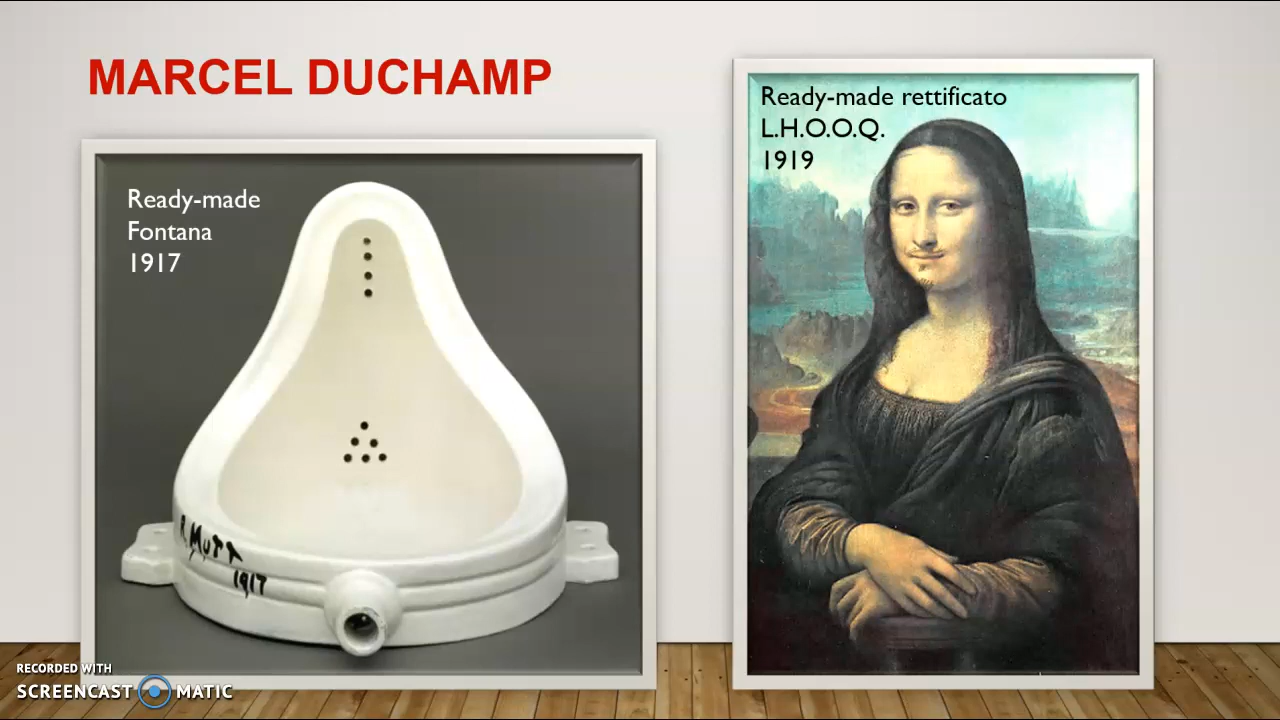 MARCEL DUCHAMP
Ready-made
Fontana
1917
R. MUTT
1917
Ready-made rettificato
L.H.O.O.Q.
1919
RECORDED WITH
SCREENCAST MATIC